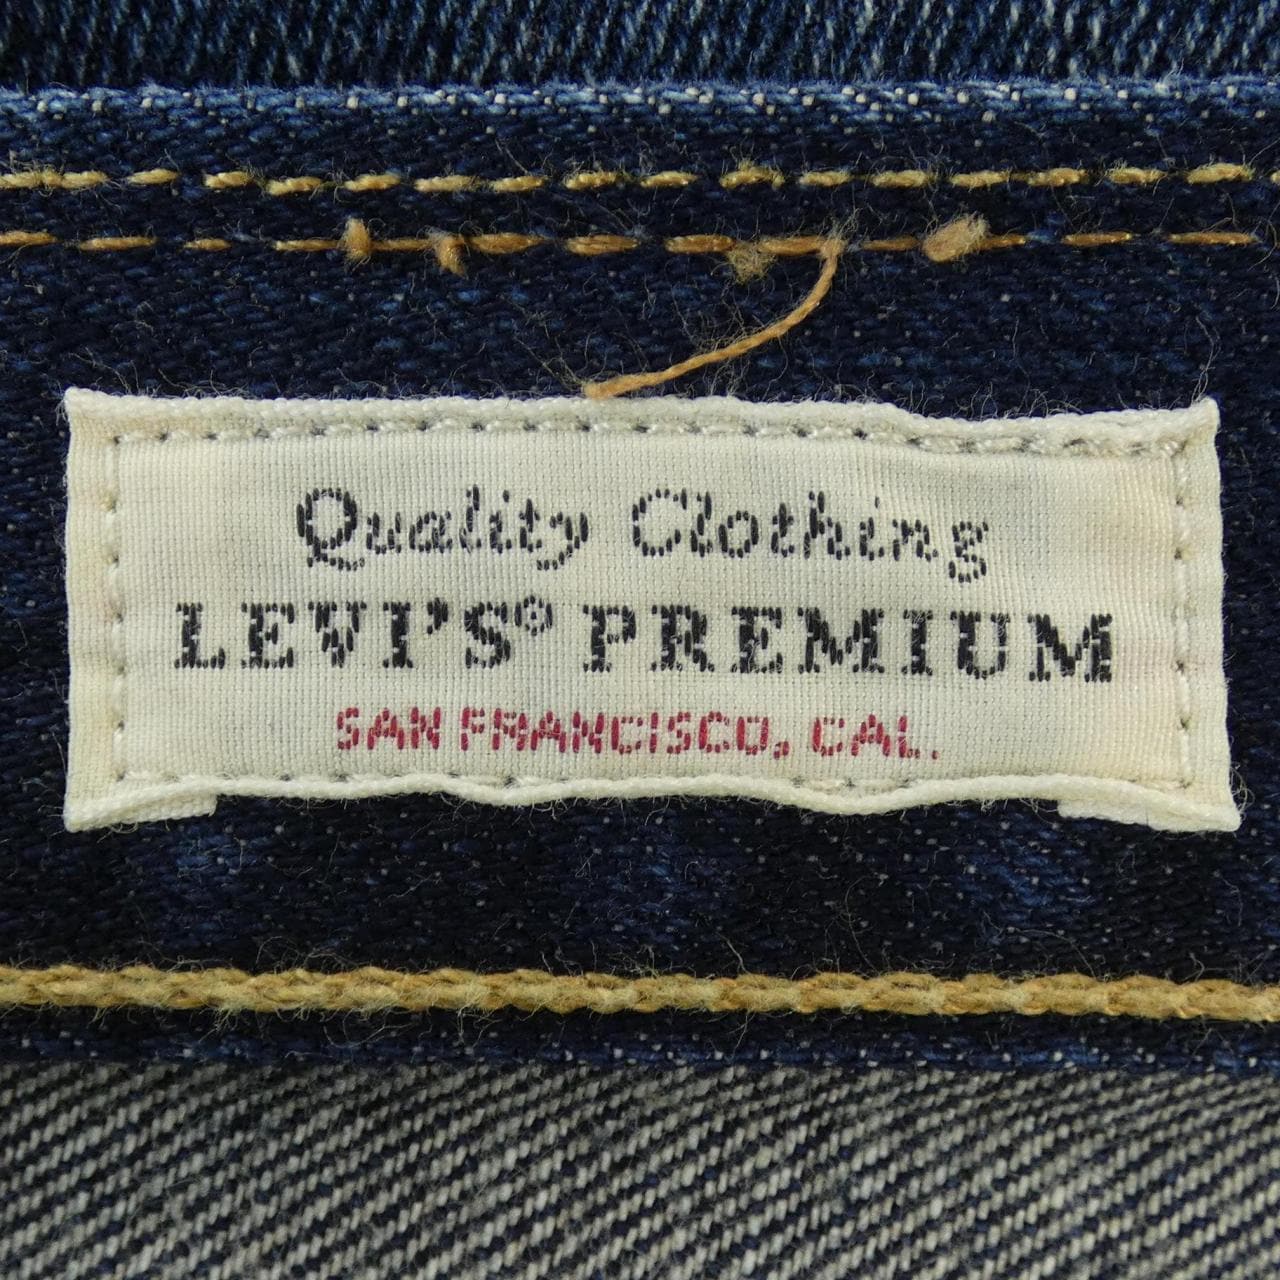 Quality Clothing
LEVI'S® PREMIUM
SAN FRANCISCO, CAL.